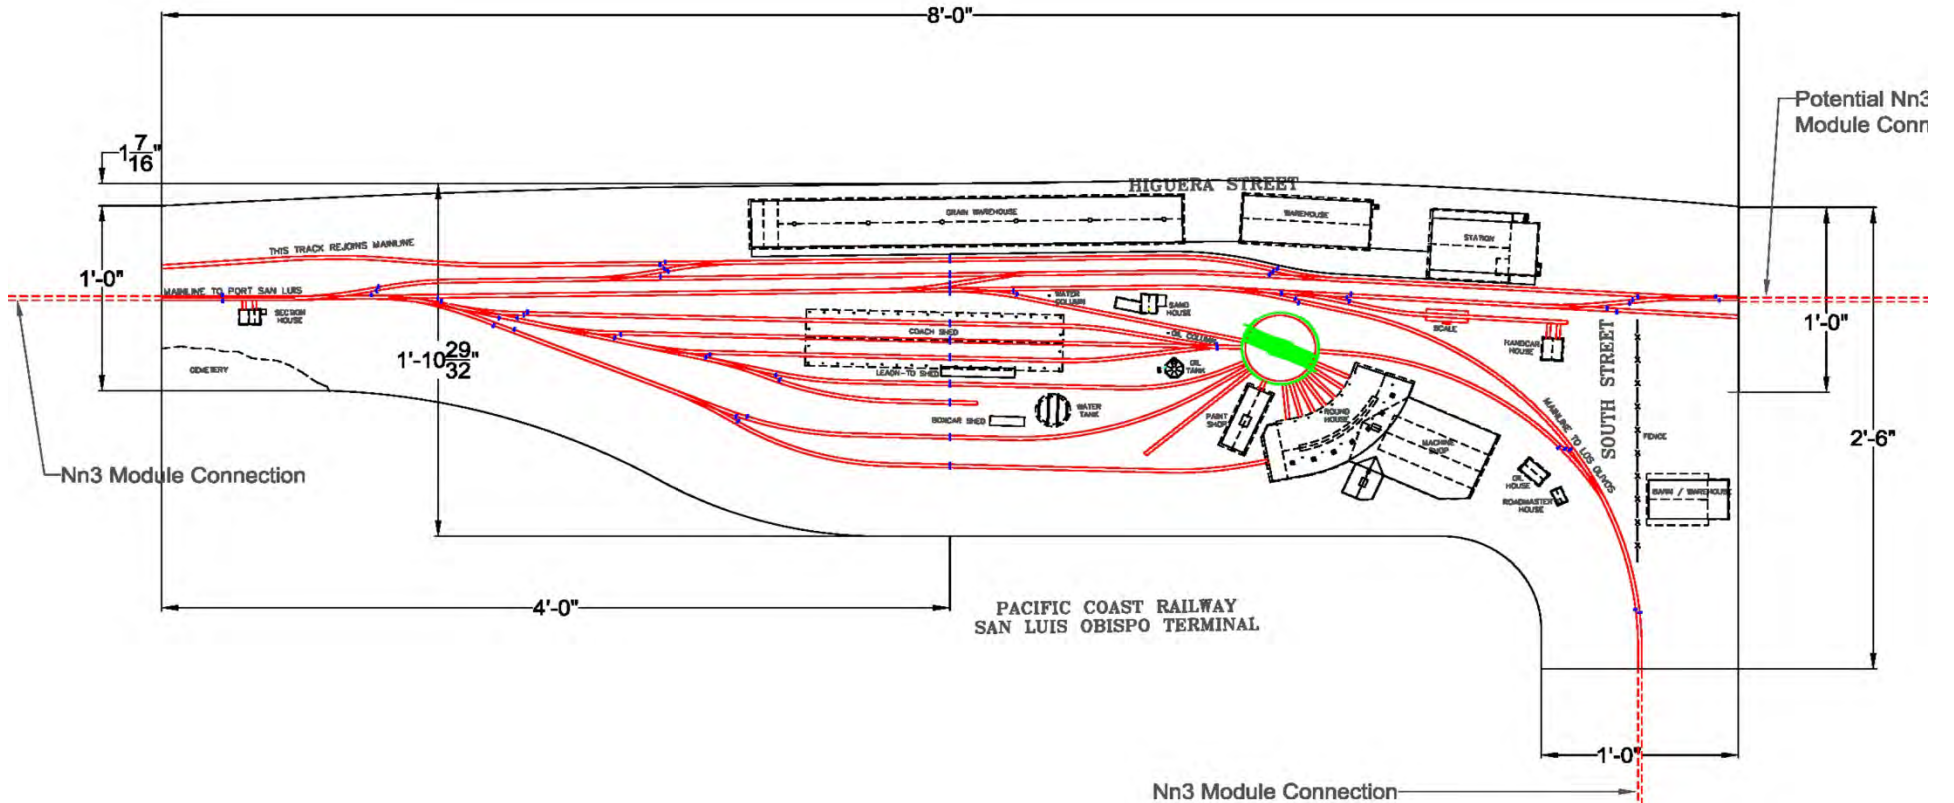 8'-0"
Potential Nn3
Module Conn
1 7/16"
HIGUERA STREET
GRAIN WAREHOUSE
WAREHOUSE
STATION
THIS TRACK REJOINS MAINLINE
1'-0"
MAINLINE TO PORT SAN LUIS
SECTION
HOUSE
WATER
COLUMN
SAND
HOUSE
SCALE
HANDCAR
HOUSE
1'-0"
COACH SHED
OIL COLUMN
OIL
TANK
1'-10 29/32"
CEMETERY
LEAON-TO SHED
BOXCAR SHED
WATER
TANK
PAINT
SHOP
ROUND
HOUSE
MACHINE
SHOP
MAINLINE TO LOS OLIVOS
SOUTH STREET
FENCE
2'-6"
Nn3 Module Connection
OIL
HOUSE
ROADMASTER
HOUSE
BARN / WAREHOUSE
4'-0"
PACIFIC COAST RAILWAY
SAN LUIS OBISPO TERMINAL
1'-0"
Nn3 Module Connection